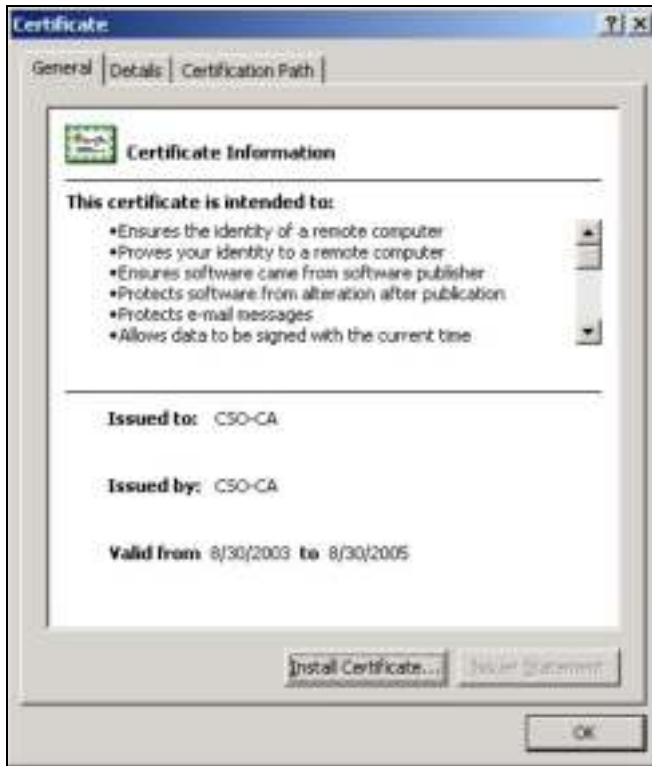 Certificate
General Details Certification Path
Certificate Information
This certificate is intended to:
•Ensures the identity of a remote computer
•Proves your identity to a remote computer
•Ensures software came from software publisher
•Protects software from alteration after publication
•Protects e-mail messages
•Allows data to be signed with the current time
Issued to: CSO-CA
Issued by: CSO-CA
Valid from 8/30/2003 to 8/30/2005
Install Certificate... Issuer Statement
OK